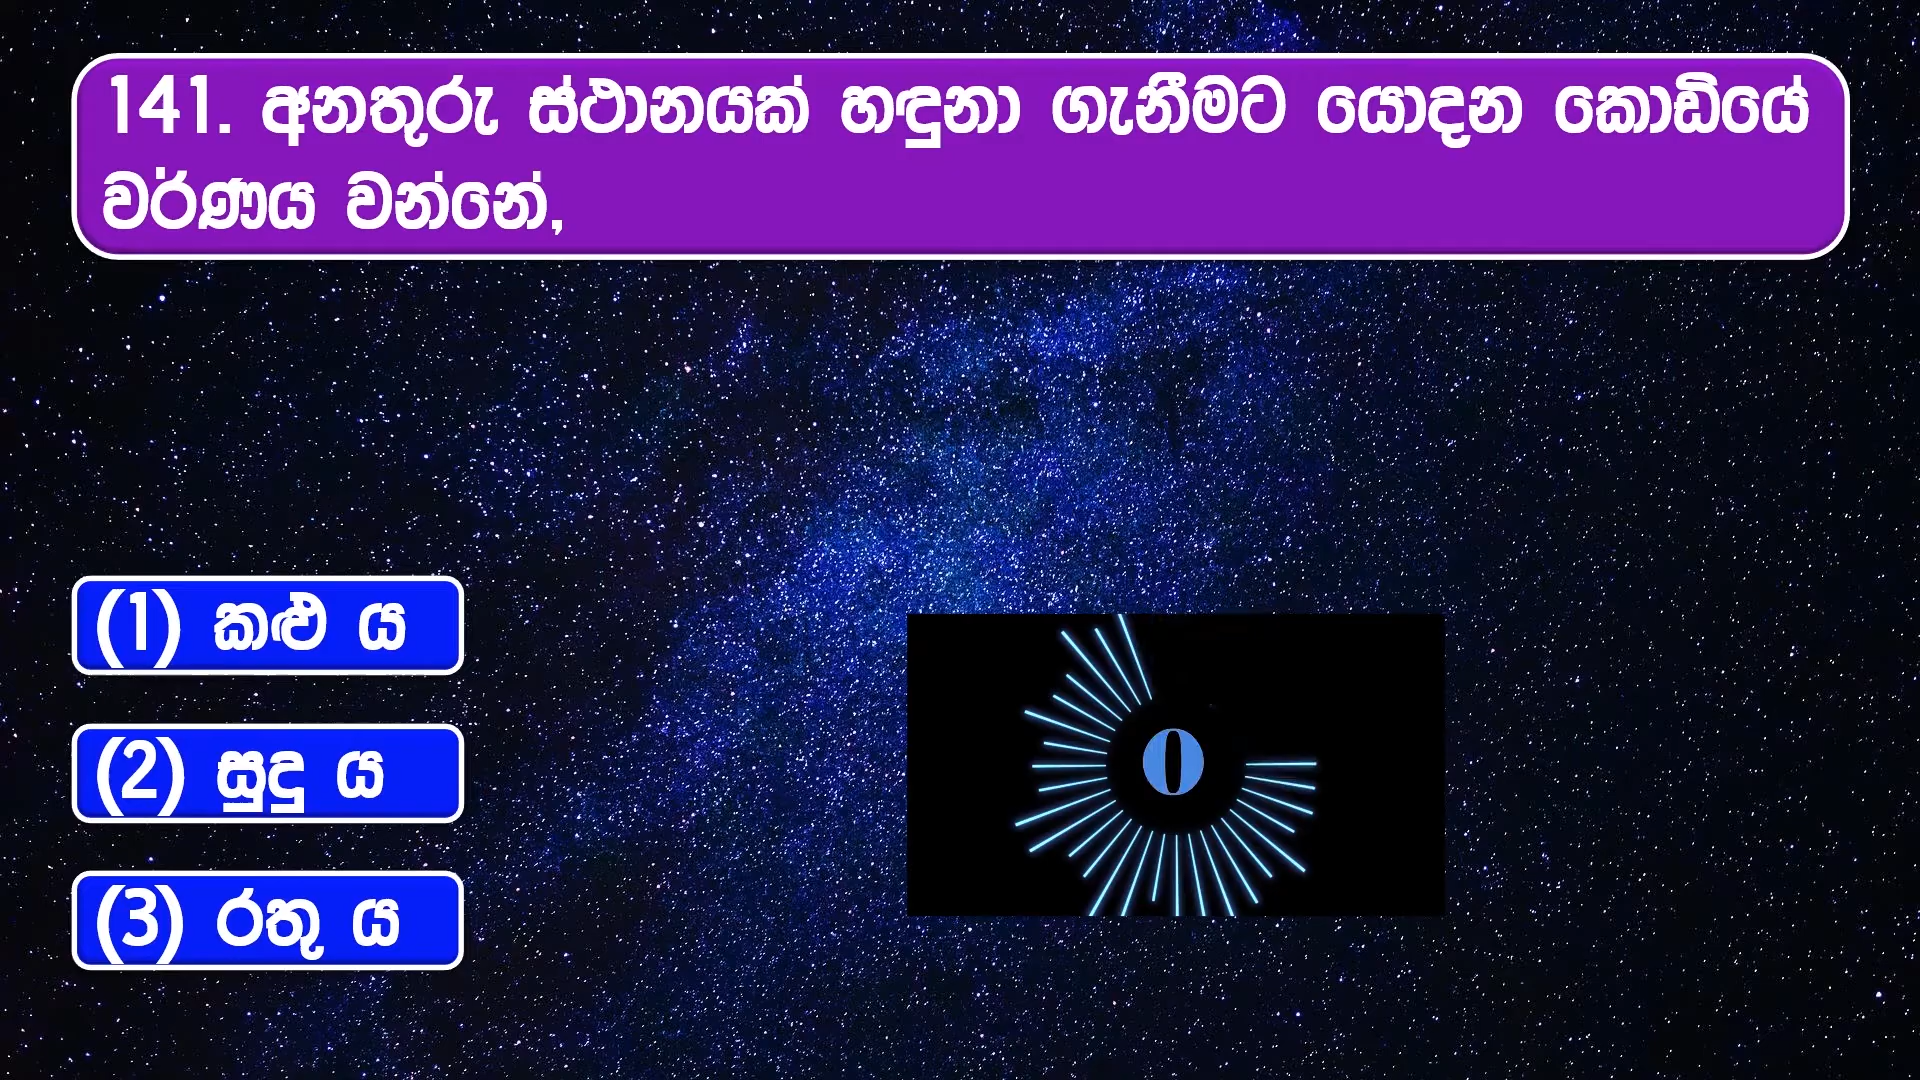 141. අනතුරු ස්ථානයක් හඳුනා ගැනීමට යොදන කොඩියේ
වර්ණය වන්නේ,
(1) කළු ය
(2) සුදු ය
(3) රතු ය
0